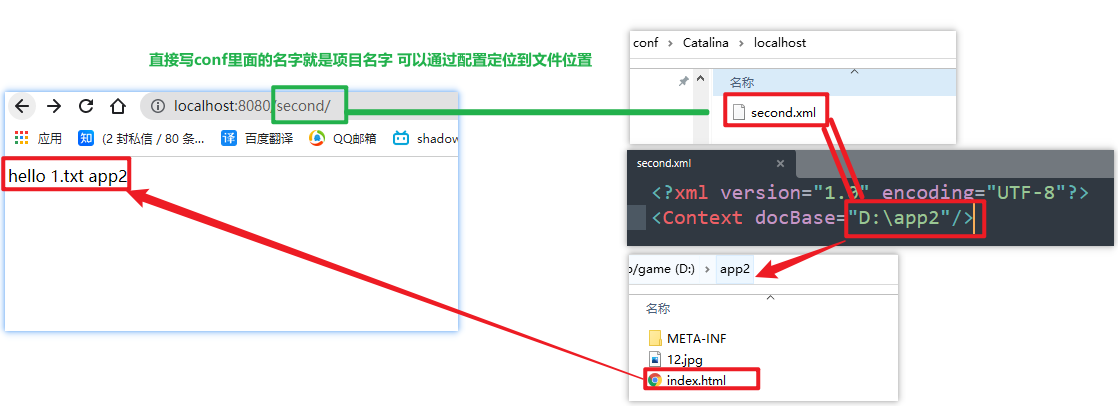 直接写conf里面的名字就是项目名字 可以通过配置定位到文件位置
localhost:8080/second/
应用
知
(2 封私信 / 80 条...
译
百度翻译
QQ邮箱
shadow
hello 1.txt app2
conf > Catalina > localhost
名称
second.xml
second.xml ×
<?xml version="1.0" encoding="UTF-8"?>
<Context docBase="D:\app2"/>
/game (D:) > app2
名称
META-INF
12.jpg
index.html